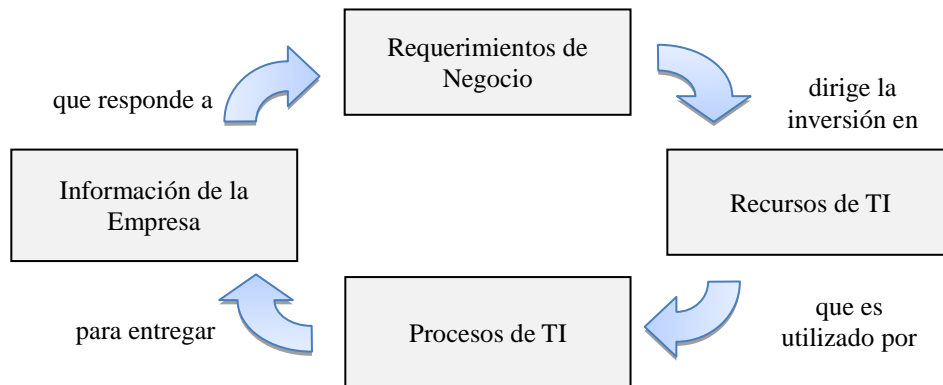 Requerimientos de
Negocio
dirige la
inversión en
Recursos de TI
que es
utilizado por
Procesos de TI
para entregar
Información de la
Empresa
que responde a